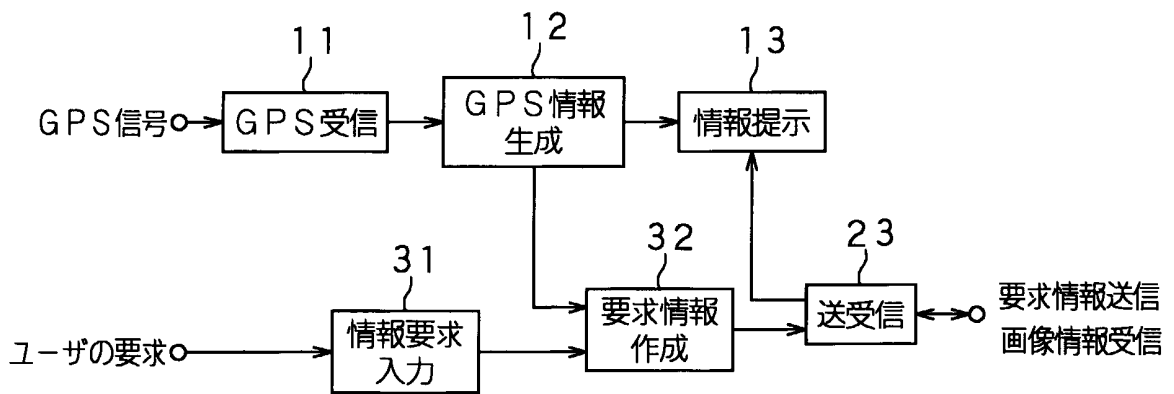 11
12
13
GPS信号
GPS受信
GPS情報
生成
情報提示
31
32
23
ユーザの要求
情報要求
入力
要求情報
作成
送受信
要求情報送信
画像情報受信